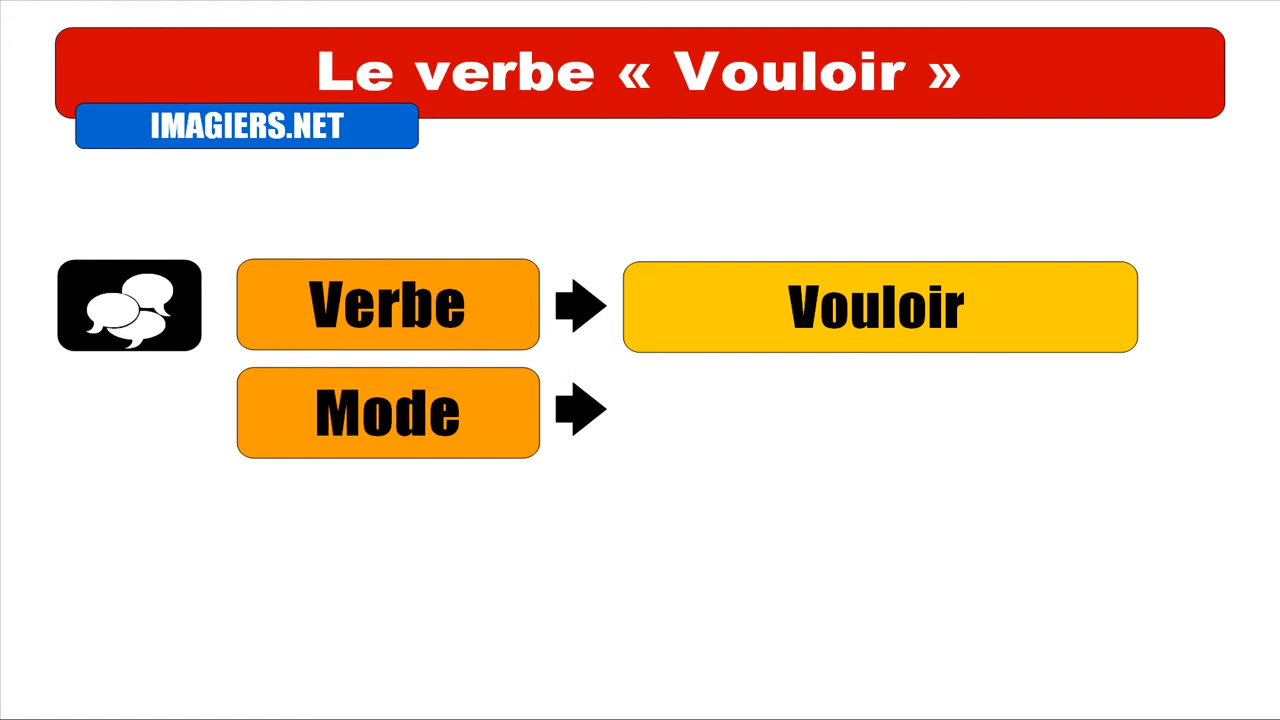 Le verbe « Vouloir »
IMAGIERS.NET
Verbe
Vouloir
Mode